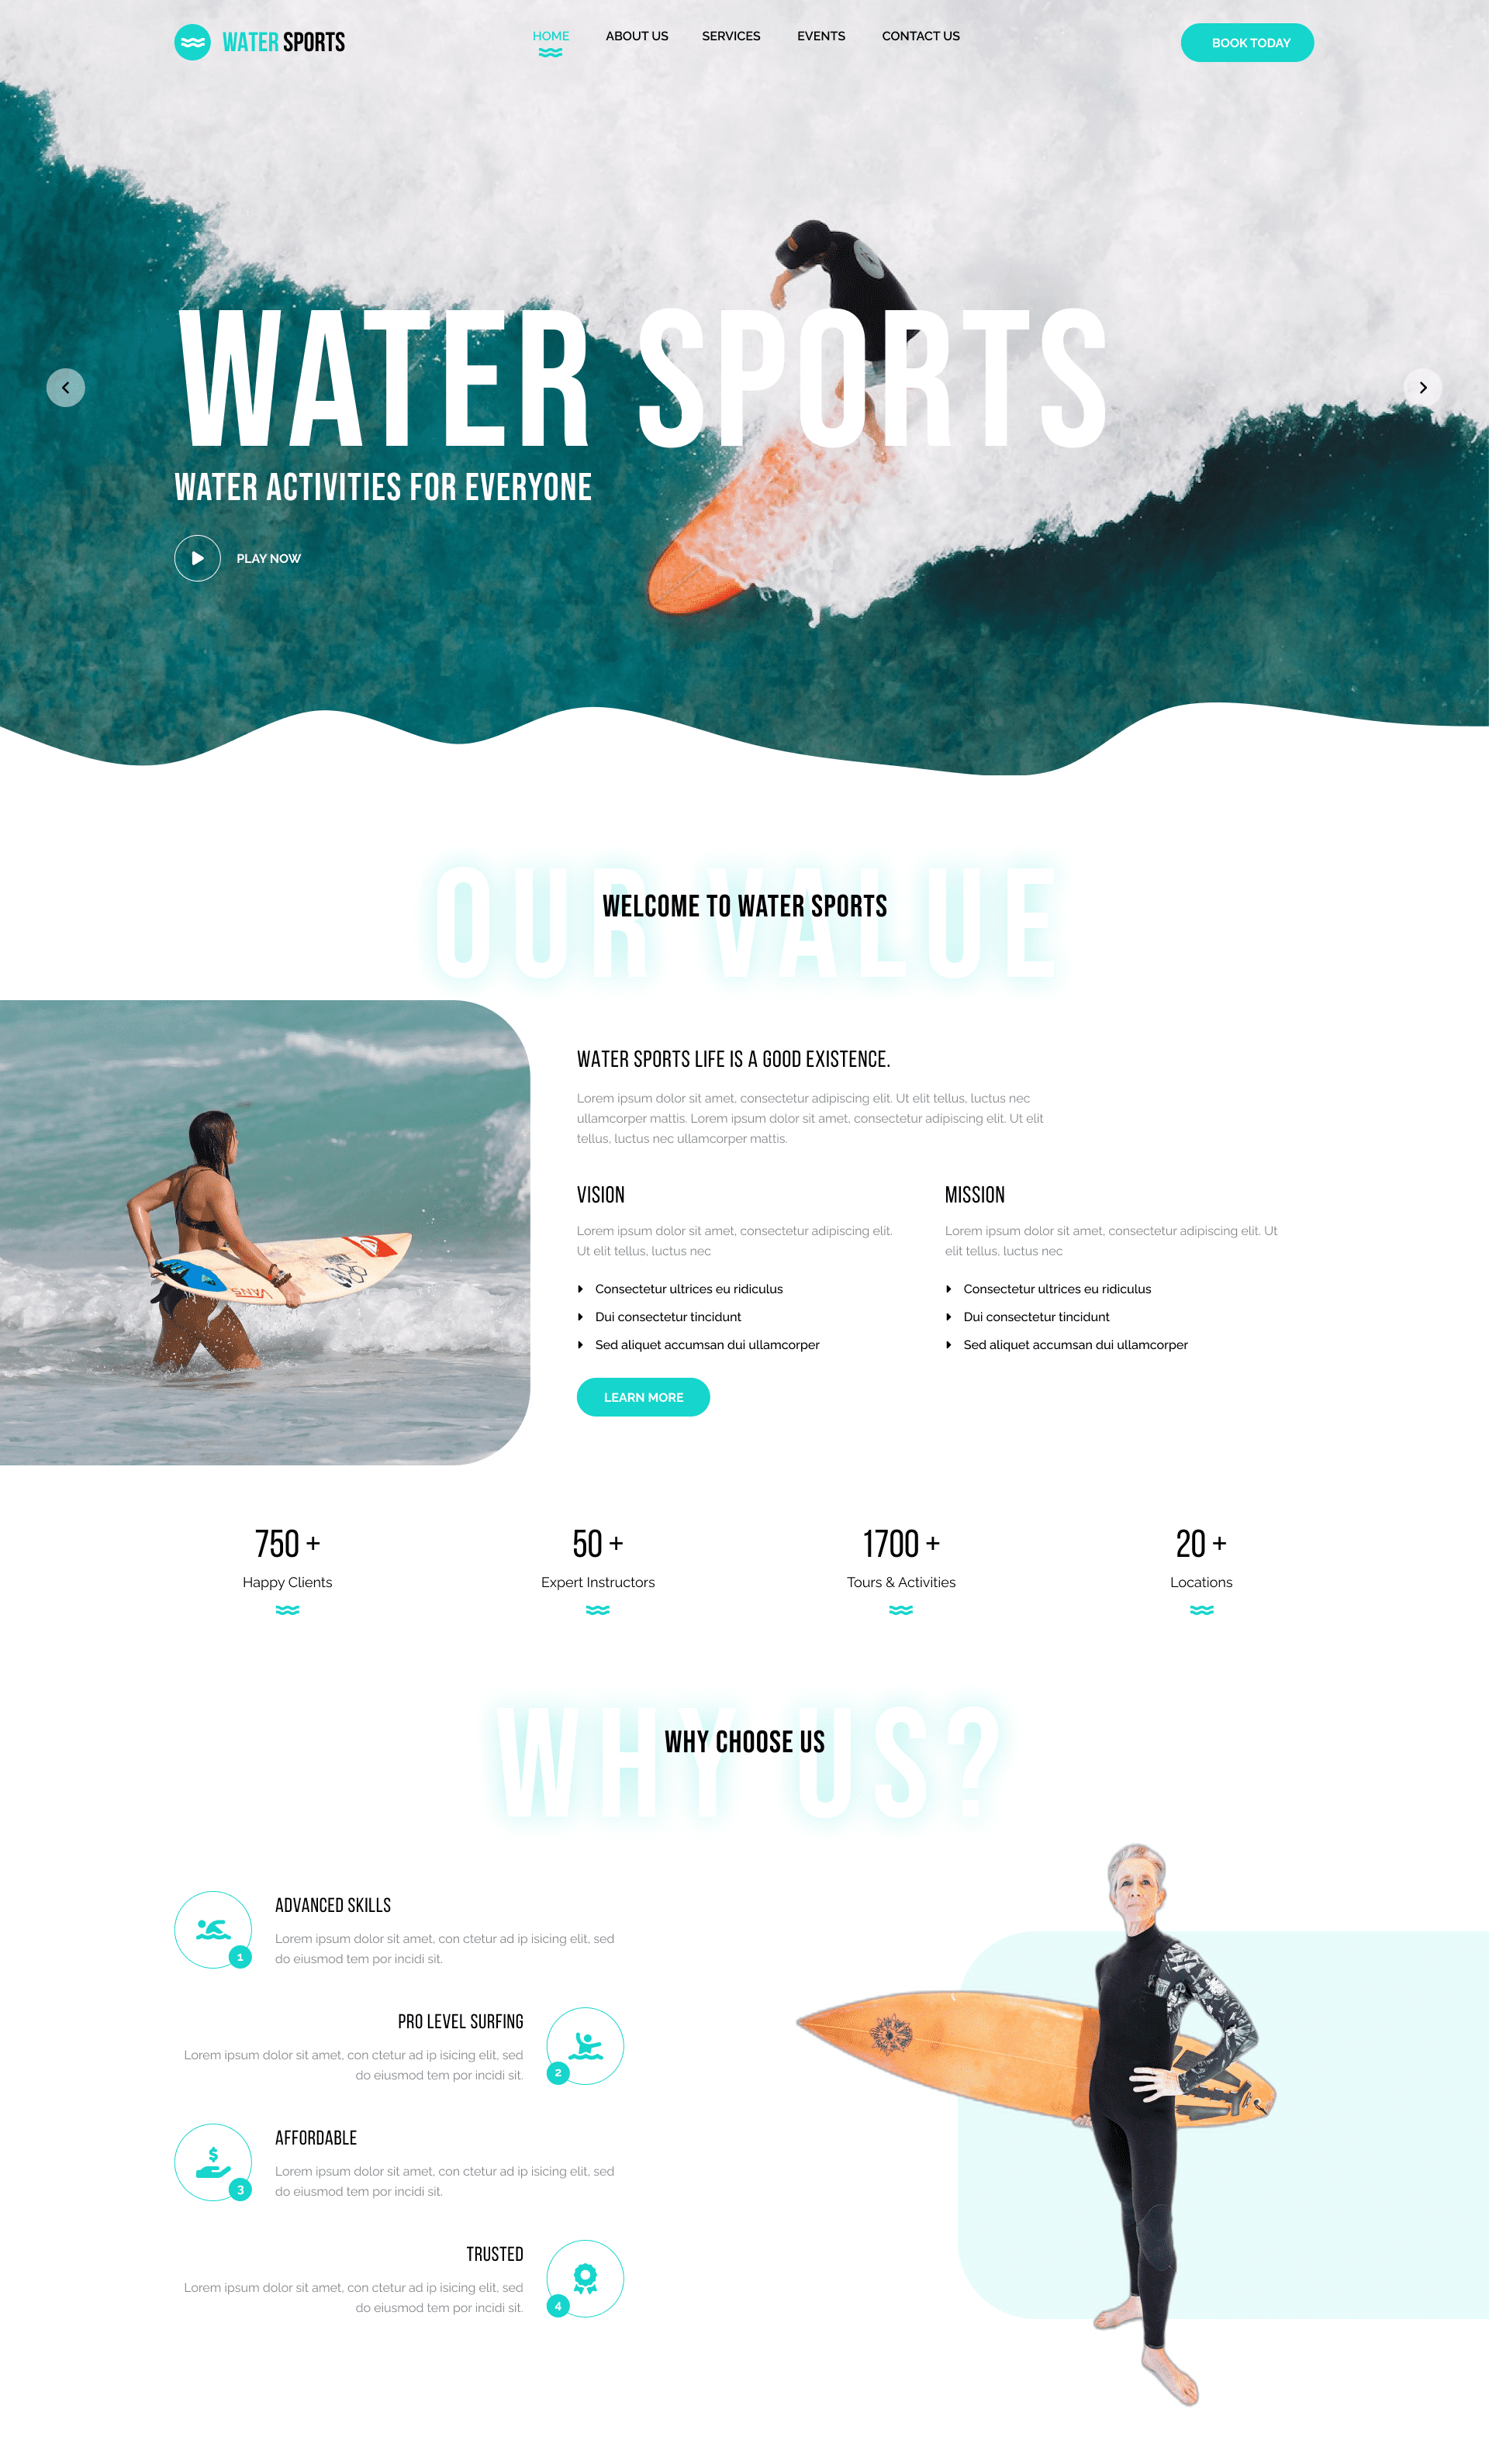 WATER SPORTS
HOME
ABOUT US
SERVICES
EVENTS
CONTACT US
BOOK TODAY
WATER SPORTS
WATER ACTIVITIES FOR EVERYONE
PLAY NOW
OUR VALUE
WELCOME TO WATER SPORTS
WATER SPORTS LIFE IS A GOOD EXISTENCE.
Lorem ipsum dolor sit amet, consectetur adipiscing elit. Ut elit tellus, luctus nec
ullamcorper mattis. Lorem ipsum dolor sit amet, consectetur adipiscing elit. Ut elit
tellus, luctus nec ullamcorper mattis.
VISION
Lorem ipsum dolor sit amet, consectetur adipiscing elit.
Ut elit tellus, luctus nec
Consectetur ultrices eu ridiculus
Dui consectetur tincidunt
Sed aliquet accumsan dui ullamcorper
MISSION
Lorem ipsum dolor sit amet, consectetur adipiscing elit. Ut
elit tellus, luctus nec
Consectetur ultrices eu ridiculus
Dui consectetur tincidunt
Sed aliquet accumsan dui ullamcorper
LEARN MORE
VANS
750 +
Happy Clients
50 +
Expert Instructors
1700 +
Tours & Activities
20 +
Locations
WHY US?
WHY CHOOSE US
1
ADVANCED SKILLS
Lorem ipsum dolor sit amet, con ctetur ad ip isicing elit, sed
do eiusmod tem por incidi sit.
PRO LEVEL SURFING
Lorem ipsum dolor sit amet, con ctetur ad ip isicing elit, sed
do eiusmod tem por incidi sit.
2
$
3
AFFORDABLE
Lorem ipsum dolor sit amet, con ctetur ad ip isicing elit, sed
do eiusmod tem por incidi sit.
TRUSTED
Lorem ipsum dolor sit amet, con ctetur ad ip isicing elit, sed
do eiusmod tem por incidi sit.
4